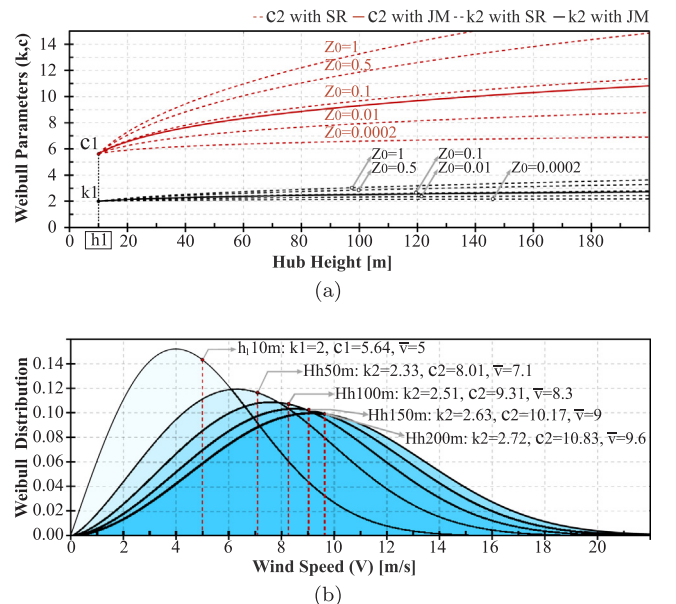 c2 with SR c2 with JM k2 with SR k2 with JM
Weibull Parameters (k,c)
14
12
10
8
6
4
2
0
Z0=1
Z0=0.5
Z0=0.1
Z0=0.01
Z0=0.0002
c1
k1
Z0=1 Z0=0.1
Z0=0.5 Z0=0.01 Z0=0.0002
0 h1 20 40 60 80 100 120 140 160 180
Hub Height [m]
(a)
Weibull Distribution
0.14
0.12
0.10
0.08
0.06
0.04
0.02
0.00
h₁10m: k1=2, c1=5.64, v̅=5
Hh50m: k2=2.33, c2=8.01, v̅=7.1
Hh100m: k2=2.51, c2=9.31, v̅=8.3
Hh150m: k2=2.63, c2=10.17, v̅=9
Hh200m: k2=2.72, c2=10.83, v̅=9.6
0 2 4 6 8 10 12 14 16 18 20
Wind Speed (V) [m/s]
(b)